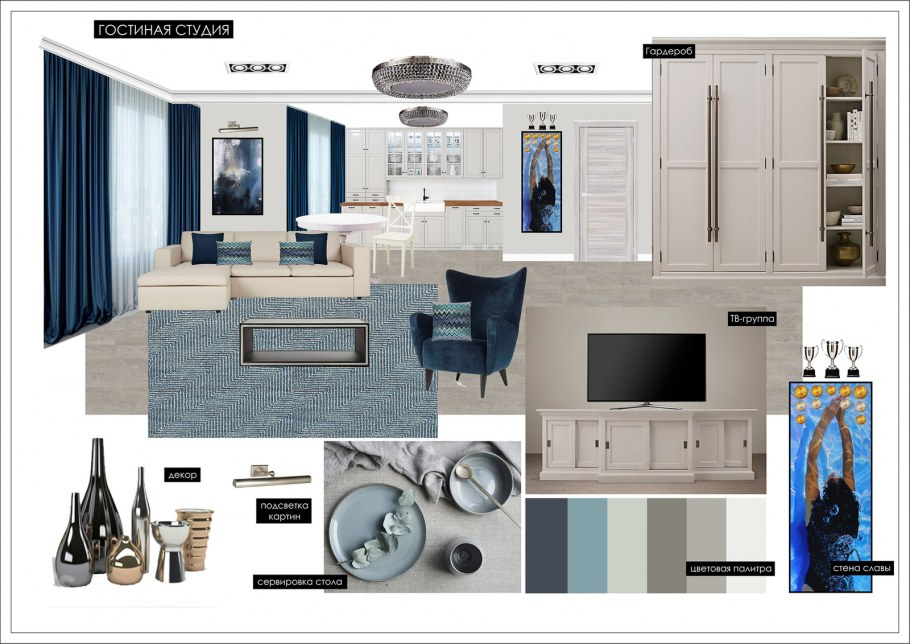 ГОСТИНАЯ СТУДИЯ
Гардероб
ТВ-группа
декор
подсветка
картин
сервировка стола
цветовая палитра
стена славы